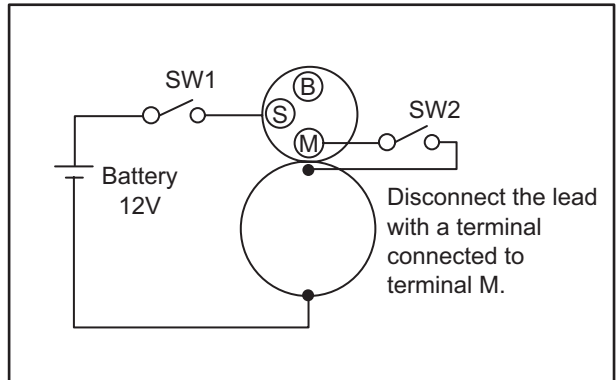 SW1
B
S
SW2
M
Battery
12V
Disconnect the lead
with a terminal
connected to
terminal M.